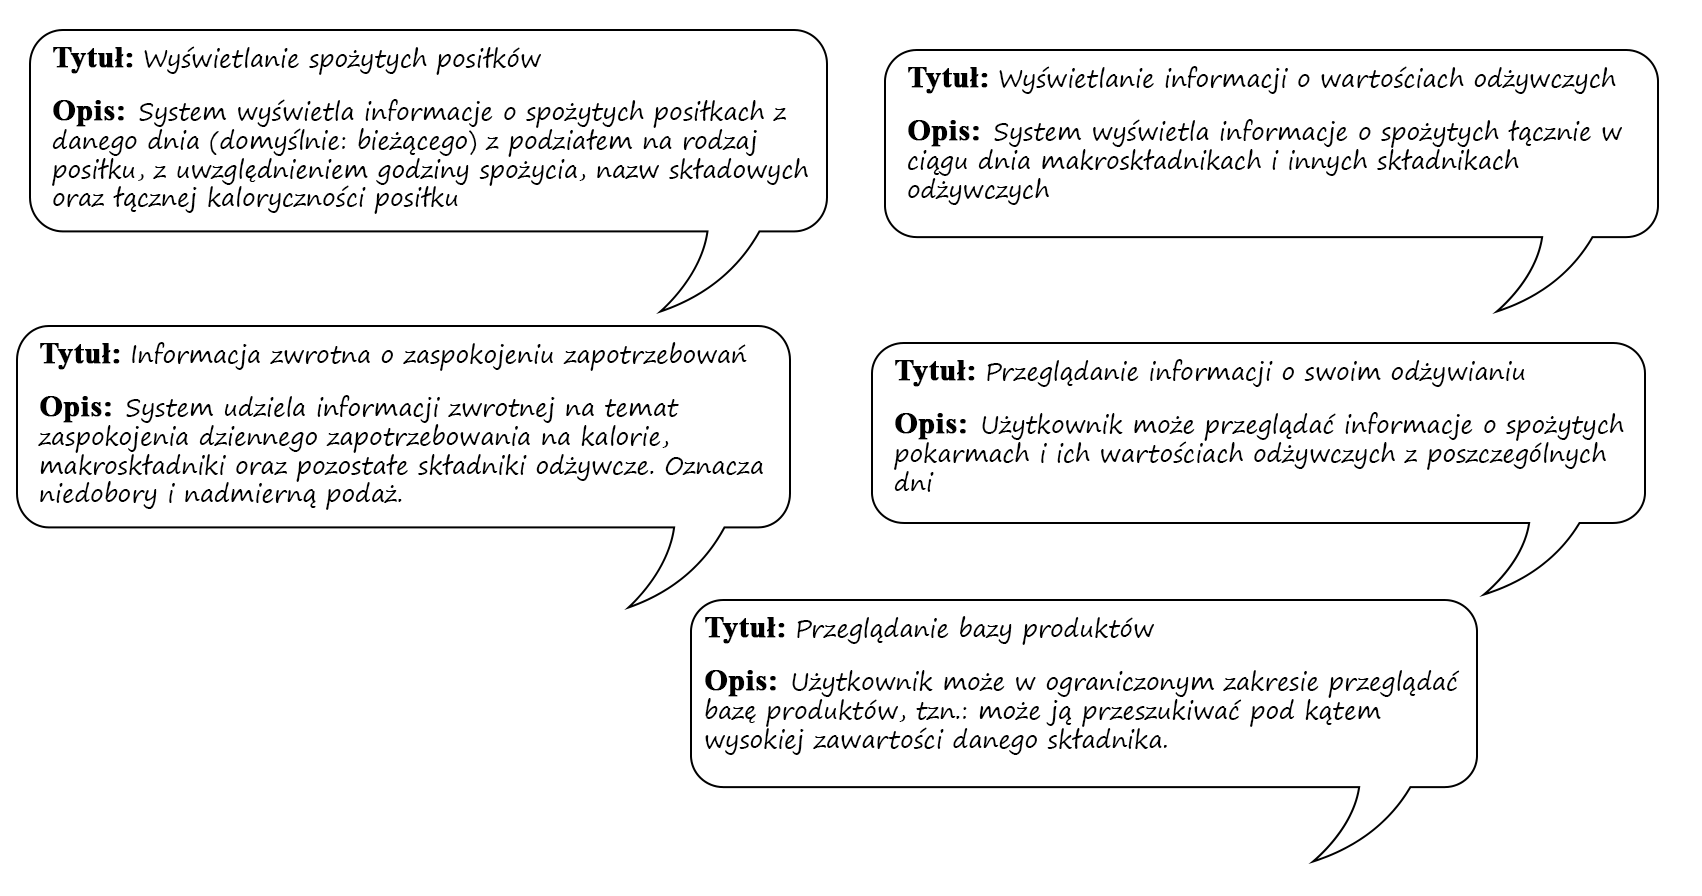 Tytuł: Wyświetlanie spożytych posiłków
Opis: System wyświetla informacje o spożytych posiłkach z
danego dnia (domyślnie: bieżącego) z podziałem na rodzaj
posiłku, z uwzględnieniem godziny spożycia, nazw składowych
oraz łącznej kaloryczności posiłku
Tytuł: Wyświetlanie informacji o wartościach odżywczych
Opis: System wyświetla informacje o spożytych łącznie w
ciągu dnia makroskładnikach i innych składnikach
odżywczych
Tytuł: Informacja zwrotna o zaspokojeniu zapotrzebowań
Opis: System udziela informacji zwrotnej na temat
zaspokojenia dziennego zapotrzebowania na kalorie,
makroskładniki oraz pozostałe składniki odżywcze. Oznacza
niedobory i nadmierną podaż.
Tytuł: Przeglądanie informacji o swoim odżywianiu
Opis: Użytkownik może przeglądać informacje o spożytych
pokarmach i ich wartościach odżywczych z poszczególnych
dni
Tytuł: Przeglądanie bazy produktów
Opis: Użytkownik może w ograniczonym zakresie przeglądać
bazę produktów, tzn.: może ją przeszukiwać pod kątem
wysokiej zawartości danego składnika.